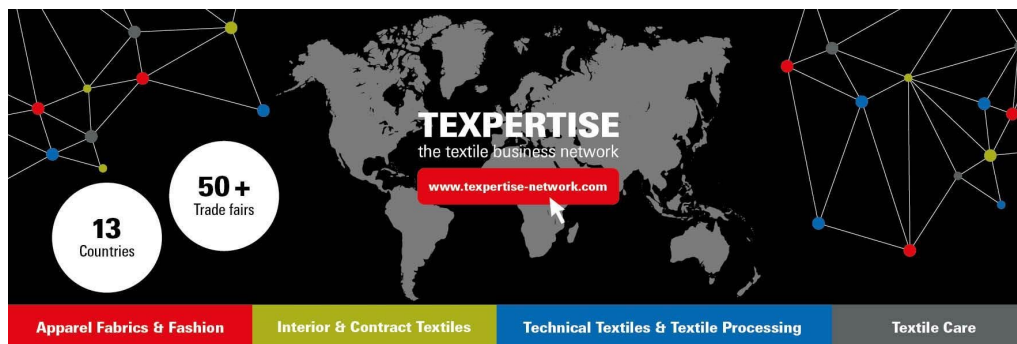 TEXPERTISE
the textile business network
www.texpertise-network.com
50+
Trade fairs
13
Countries
Apparel Fabrics & Fashion
Interior & Contract Textiles
Technical Textiles & Textile Processing
Textile Care